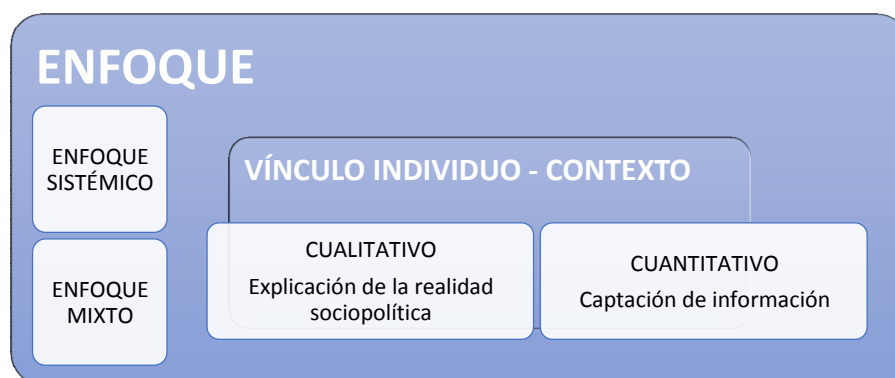 ENFOQUE
ENFOQUE
SISTÉMICO
ENFOQUE
MIXTO
VÍNCULO INDIVIDUO - CONTEXTO
CUALITATIVO
Explicación de la realidad
sociopolítica
CUANTITATIVO
Captación de información